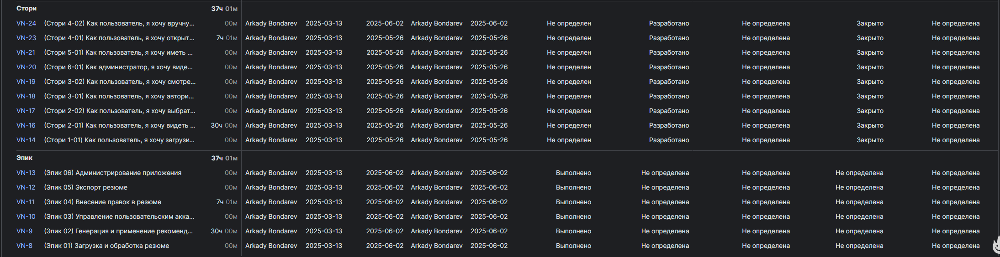 Стори 37ч 01м
VN-24 (Стори 4-02) Как пользователь, я хочу вручну... 00м Arkady Bondarev 2025-03-13 2025-06-02 Arkady Bondarev 2025-06-02 Не определен Разработано Не определена Закрыто Не определена
VN-23 (Стори 4-01) Как пользователь, я хочу открыт... 7ч 01м Arkady Bondarev 2025-03-13 2025-05-26 Arkady Bondarev 2025-05-26 Не определен Разработано Не определена Закрыто Не определена
VN-21 (Стори 5-01) Как пользователь, я хочу иметь ... 00м Arkady Bondarev 2025-03-13 2025-05-26 Arkady Bondarev 2025-05-26 Не определен Разработано Не определена Закрыто Не определена
VN-20 (Стори 6-01) Как администратор, я хочу виде... 00м Arkady Bondarev 2025-03-13 2025-05-26 Arkady Bondarev 2025-05-26 Не определен Разработано Не определена Закрыто Не определена
VN-19 (Стори 3-02) Как пользователь, я хочу смотре... 00м Arkady Bondarev 2025-03-13 2025-05-26 Arkady Bondarev 2025-05-26 Не определен Разработано Не определена Закрыто Не определена
VN-18 (Стори 3-01) Как пользователь, я хочу автори... 00м Arkady Bondarev 2025-03-13 2025-05-26 Arkady Bondarev 2025-05-26 Не определен Разработано Не определена Закрыто Не определена
VN-17 (Стори 2-02) Как пользователь, я хочу выбрат... 00м Arkady Bondarev 2025-03-13 2025-05-26 Arkady Bondarev 2025-05-26 Не определен Разработано Не определена Закрыто Не определена
VN-16 (Стори 2-01) Как пользователь, я хочу видеть ... 30ч 00м Arkady Bondarev 2025-03-13 2025-05-26 Arkady Bondarev 2025-05-26 Не определен Разработано Не определена Закрыто Не определена
VN-14 (Стори 1-01) Как пользователь, я хочу загрузи... 00м Arkady Bondarev 2025-03-13 2025-05-26 Arkady Bondarev 2025-05-26 Не определен Разработано Не определена Закрыто Не определена
Эпик 37ч 01м
VN-13 (Эпик 06) Администрирование приложения 00м Arkady Bondarev 2025-03-13 2025-06-02 Arkady Bondarev 2025-06-02 Выполнено Не определена Не определена Не определена Не определена
VN-12 (Эпик 05) Экспорт резюме 00м Arkady Bondarev 2025-03-13 2025-06-02 Arkady Bondarev 2025-06-02 Выполнено Не определена Не определена Не определена Не определена
VN-11 (Эпик 04) Внесение правок в резюме 7ч 01м Arkady Bondarev 2025-03-13 2025-06-02 Arkady Bondarev 2025-06-02 Выполнено Не определена Не определена Не определена Не определена
VN-10 (Эпик 03) Управление пользовательским акка... 00м Arkady Bondarev 2025-03-13 2025-06-02 Arkady Bondarev 2025-06-02 Выполнено Не определена Не определена Не определена Не определена
VN-9 (Эпик 02) Генерация и применение рекоменд... 30ч 00м Arkady Bondarev 2025-03-13 2025-06-02 Arkady Bondarev 2025-06-02 Выполнено Не определена Не определена Не определена Не определена
VN-8 (Эпик 01) Загрузка и обработка резюме 00м Arkady Bondarev 2025-03-13 2025-06-02 Arkady Bondarev 2025-06-02 Выполнено Не определена Не определена Не определена Не определена